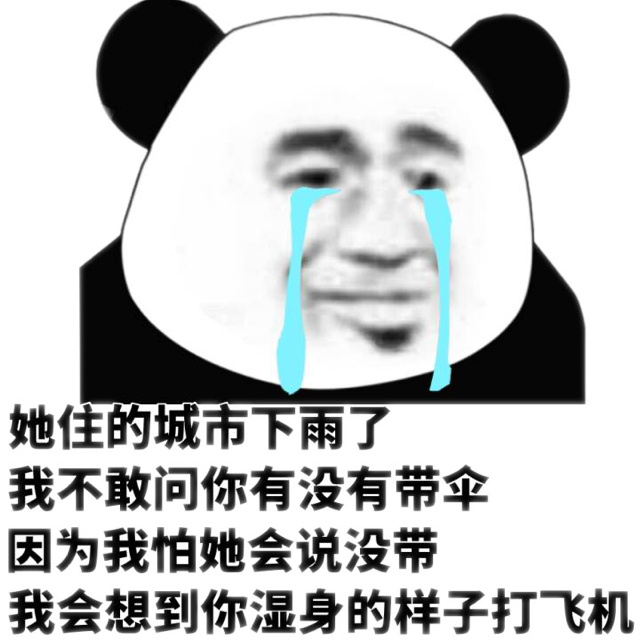 她住的城市下雨了
我不敢问你有没有带伞
因为我怕她会说没带
我会想到你湿身的样子打飞机